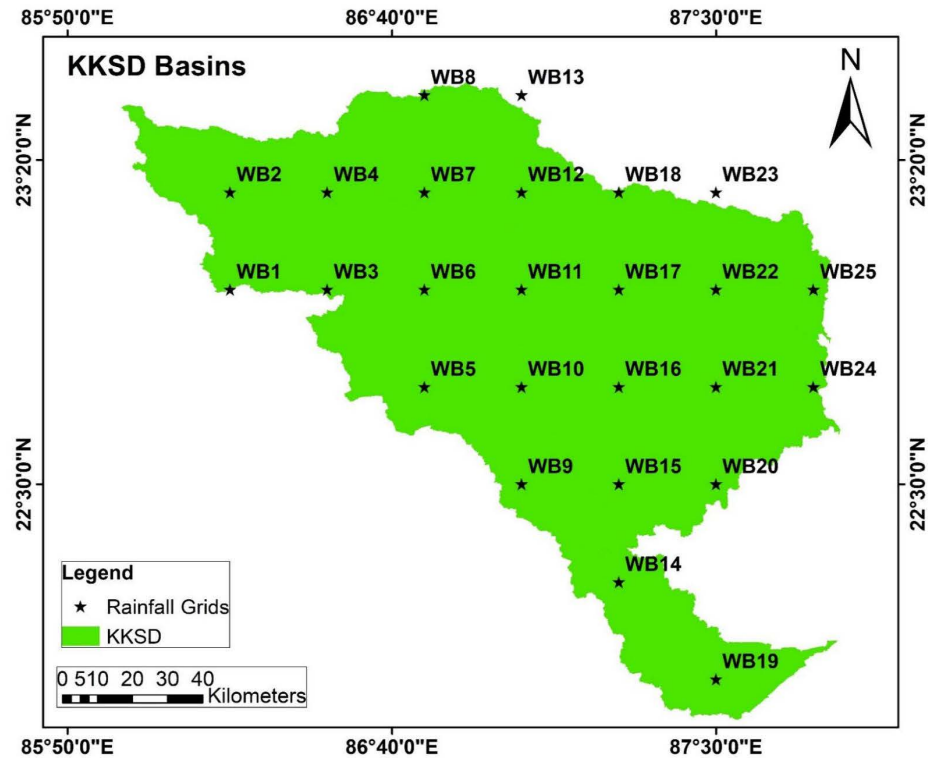 85°50'0"E 86°40'0"E 87°30'0"E
KKSD Basins
N
WB8 WB13
23°20'0"N 23°20'0"N
WB2 WB4 WB7 WB12 WB18 WB23
WB1 WB3 WB6 WB11 WB17 WB22 WB25
WB5 WB10 WB16 WB21 WB24
22°30'0"N 22°30'0"N
WB9 WB15 WB20
WB14
Legend
Rainfall Grids
KKSD
WB19
0 5 10 20 30 40
Kilometers
85°50'0"E 86°40'0"E 87°30'0"E